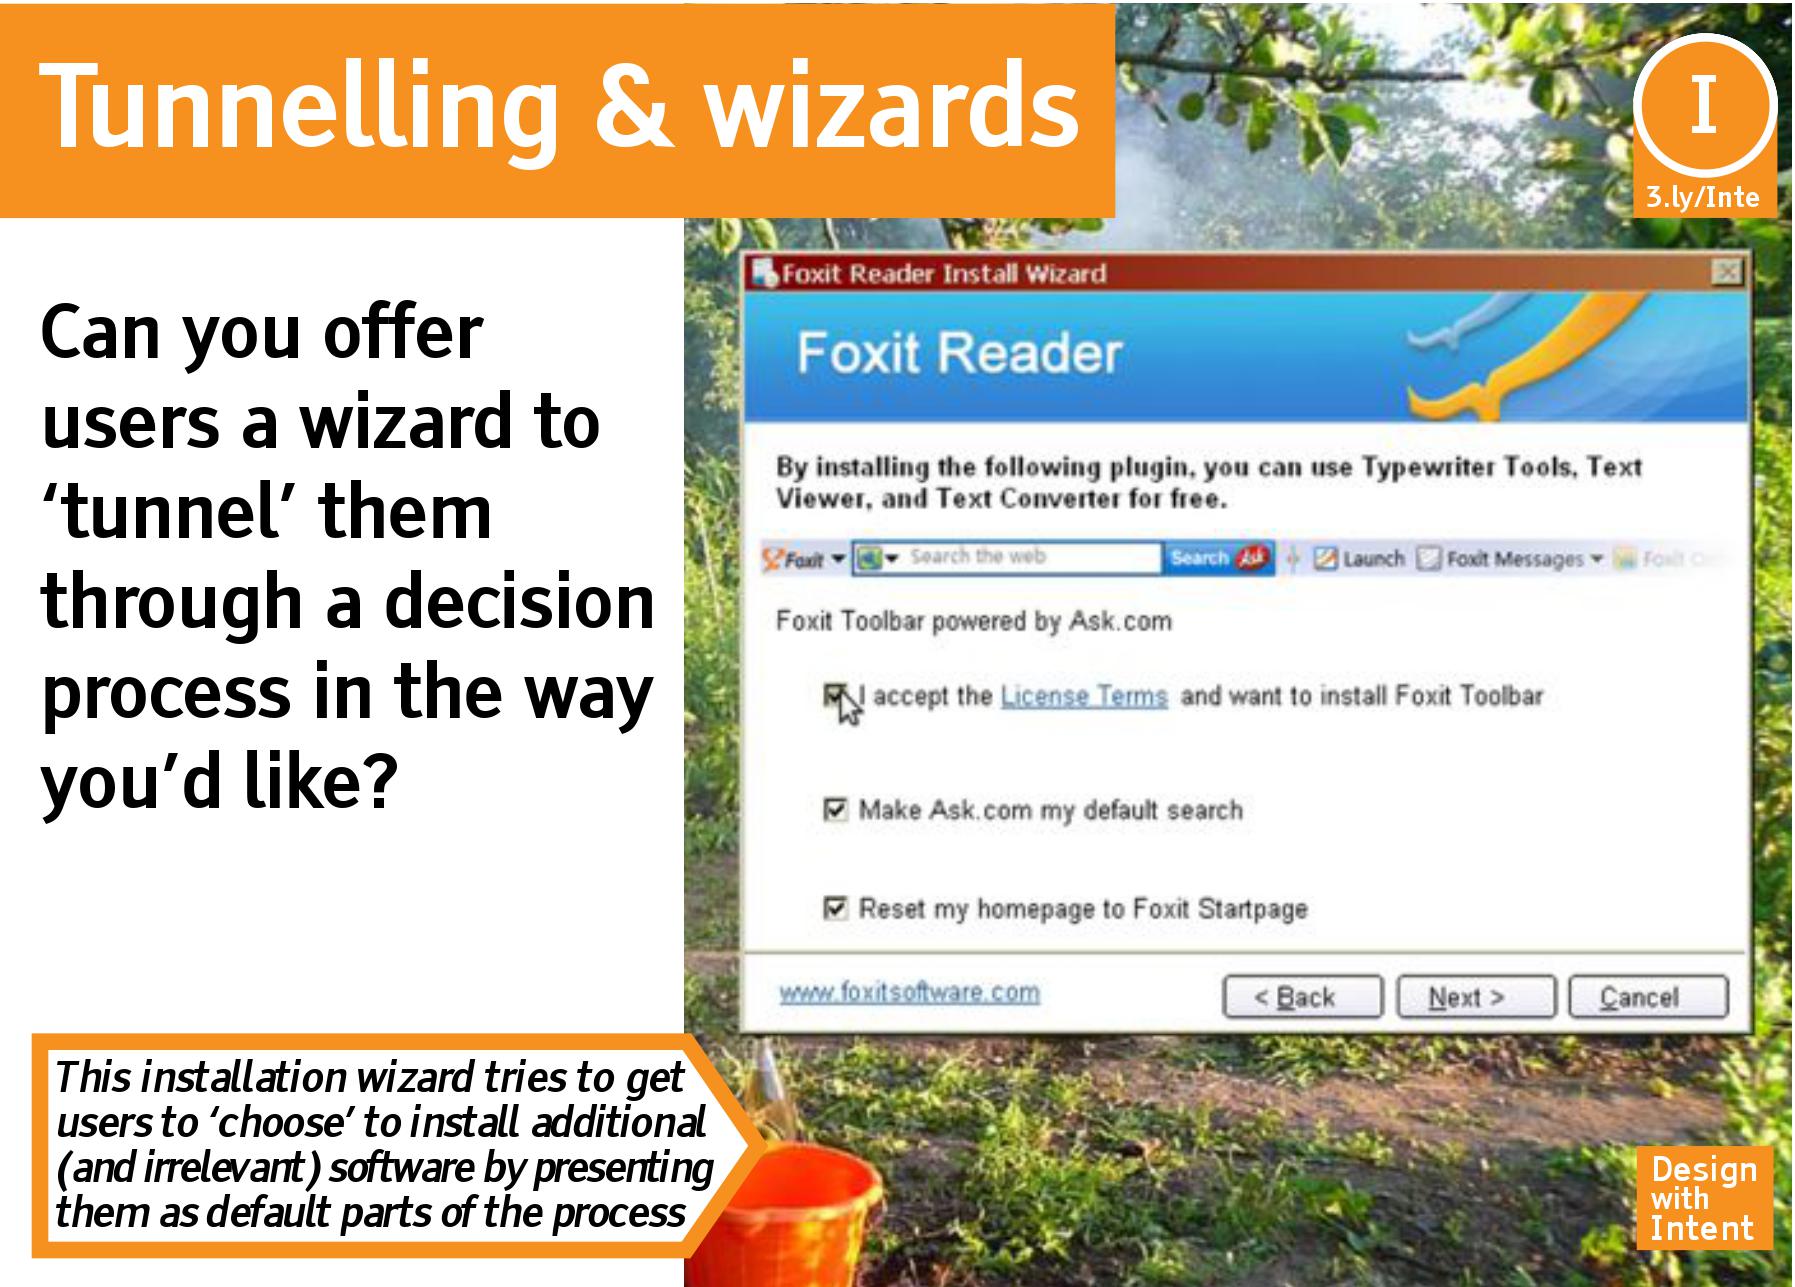 Tunnelling & wizards
I
3.ly/Inte
Can you offer
users a wizard to
‘tunnel’ them
through a decision
process in the way
you’d like?
Foxit Reader Install Wizard
Foxit Reader
By installing the following plugin, you can use Typewriter Tools, Text
Viewer, and Text Converter for free.
Foxit Search the web Search Ask Launch Foxit Messages Foxit
Foxit Toolbar powered by Ask.com
I accept the License Terms and want to install Foxit Toolbar
Make Ask.com my default search
Reset my homepage to Foxit Startpage
www.foxitsoftware.com < Back Next > Cancel
This installation wizard tries to get
users to ‘choose’ to install additional
(and irrelevant) software by presenting
them as default parts of the process
Design
with
Intent